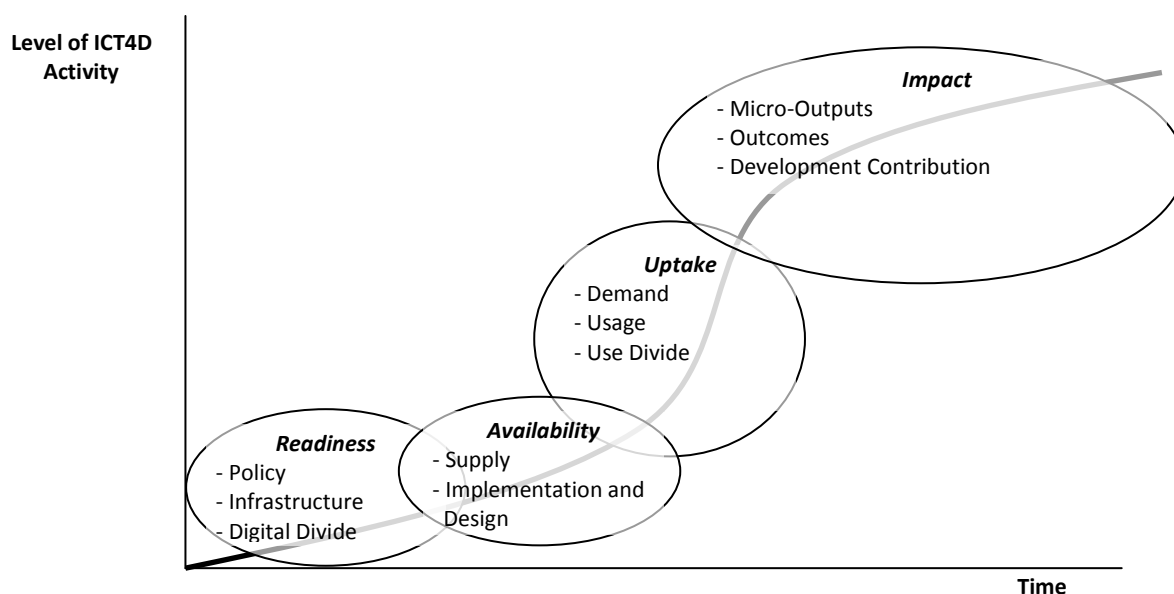 Level of ICT4D
Activity
Impact
- Micro-Outputs
- Outcomes
- Development Contribution
Uptake
- Demand
- Usage
- Use Divide
Readiness
- Policy
- Infrastructure
- Digital Divide
Availability
- Supply
- Implementation and
Design
Time